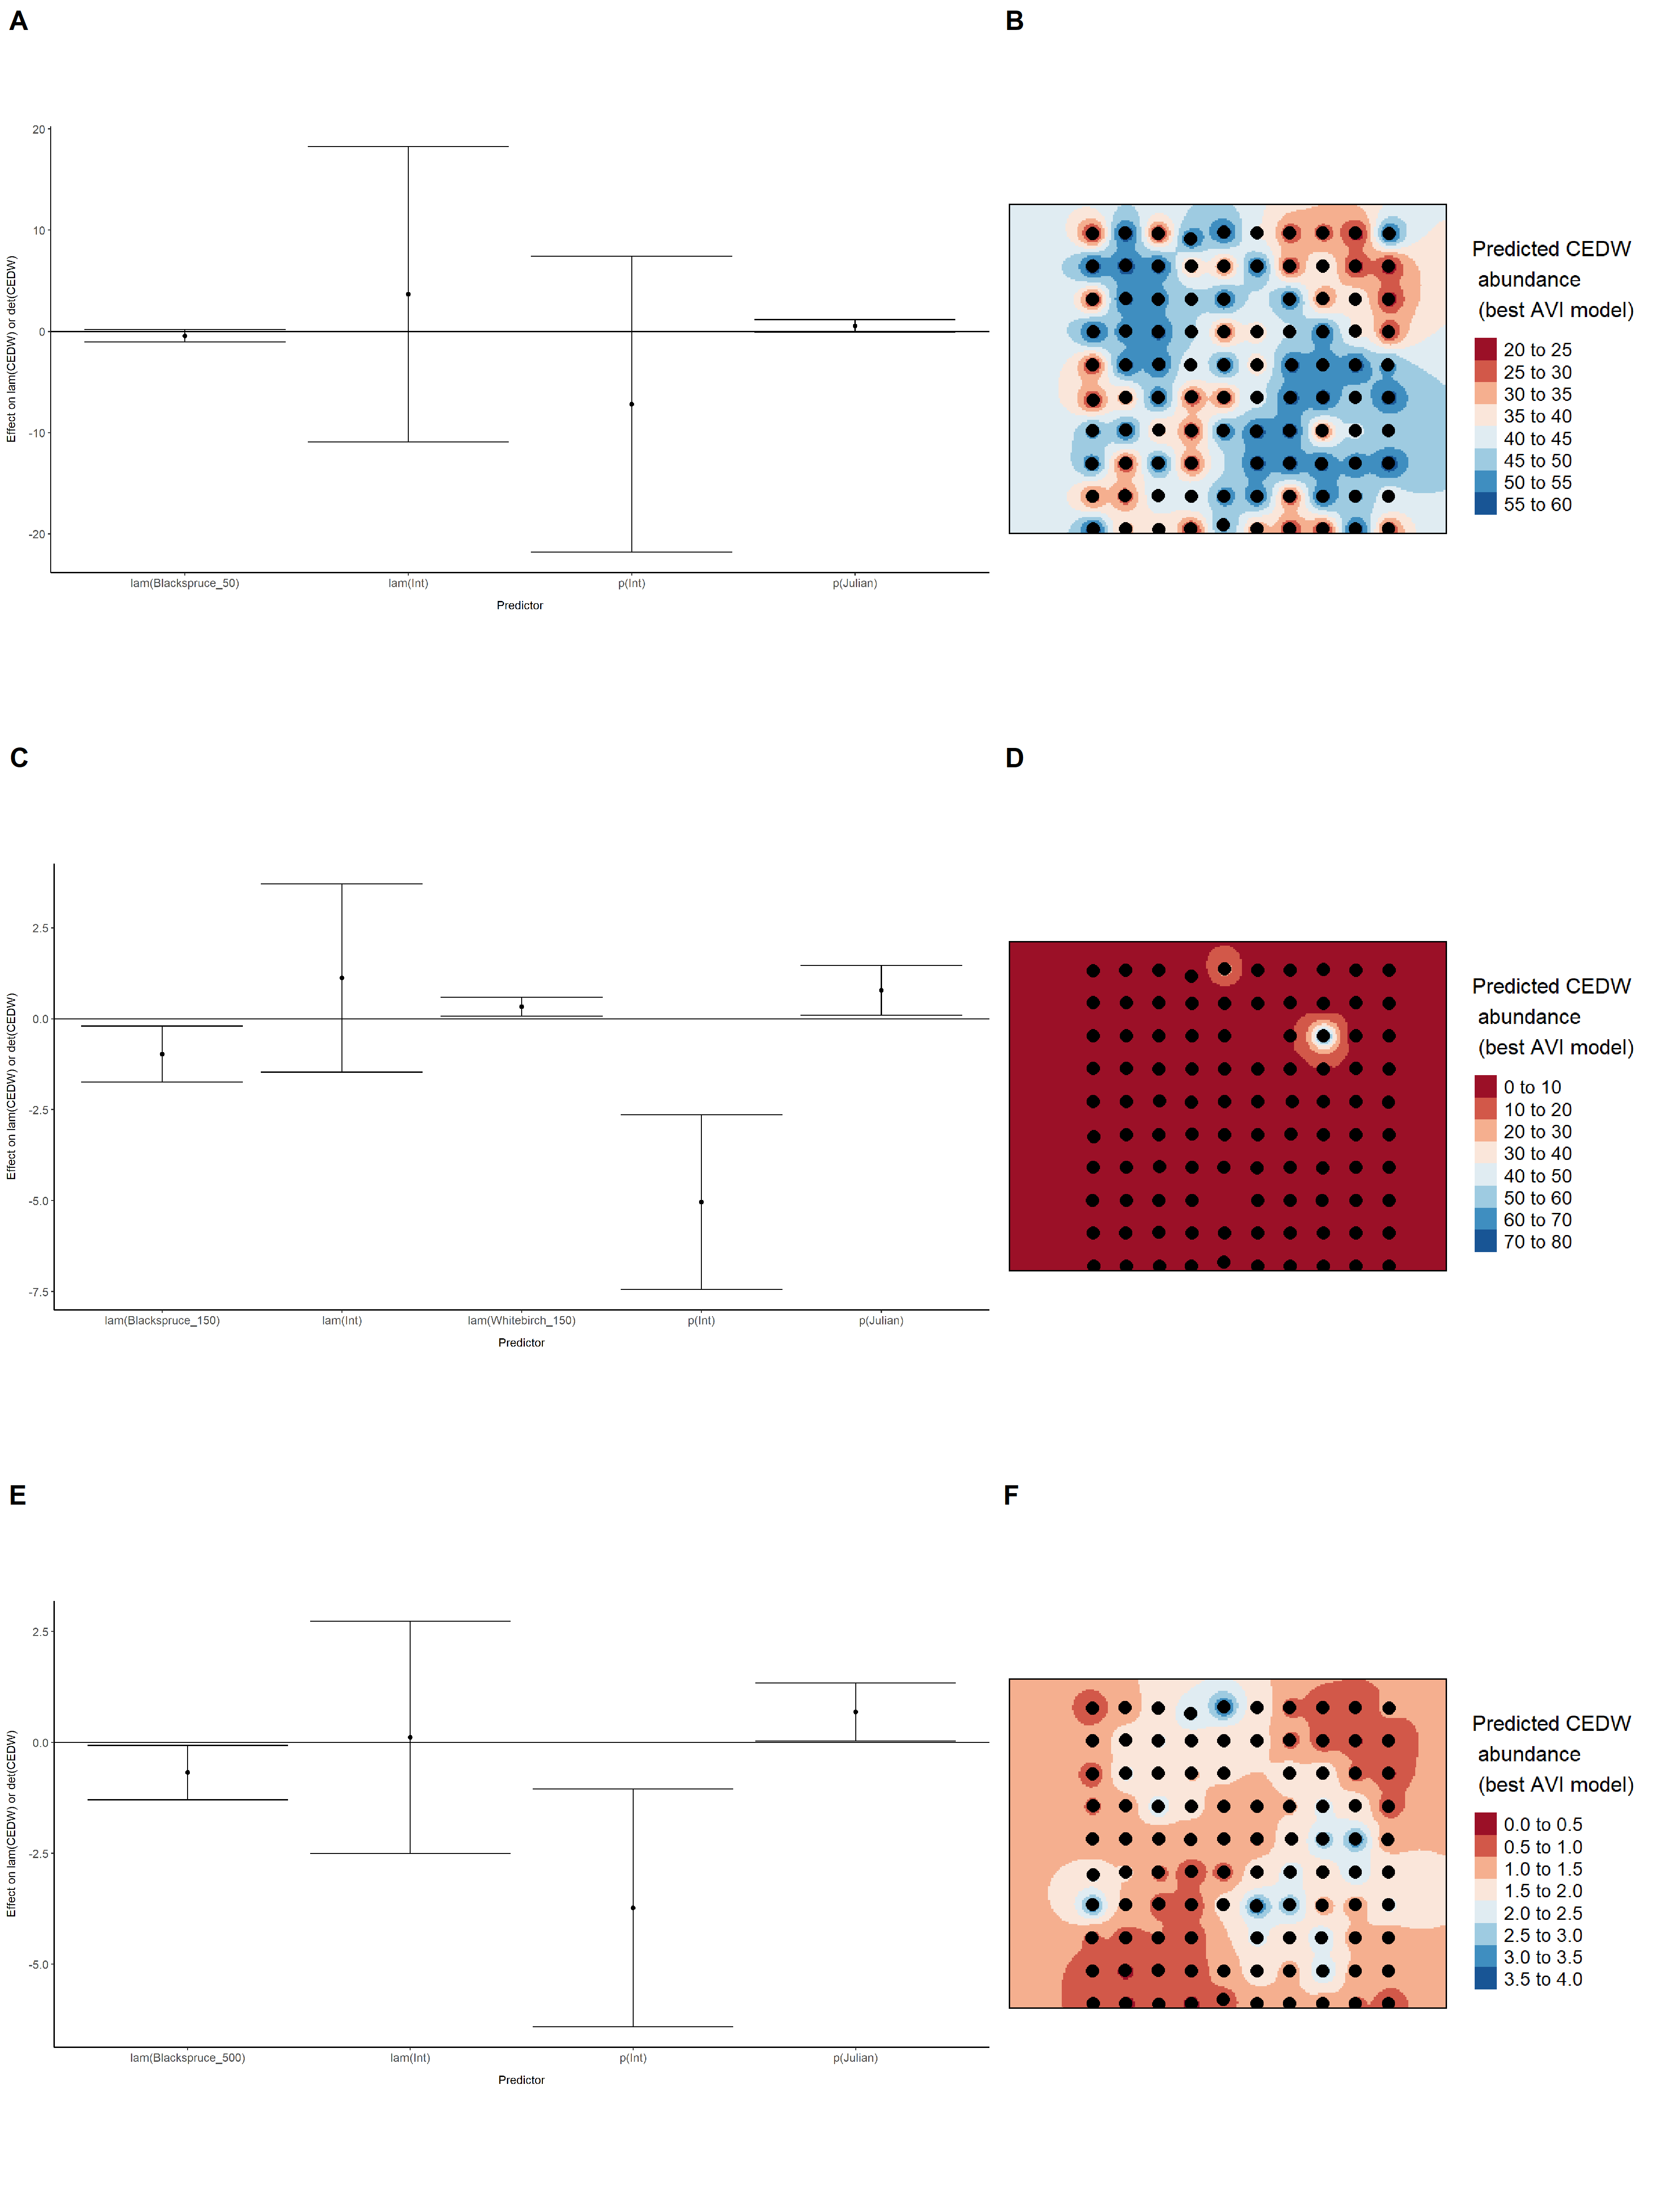 A
B
20
10
0
-10
-20
Effect on lam(CEDW) or det(CEDW)
lam(Blackspruce_50)
lam(Int)
p(Int)
p(Julian)
Predictor
Predicted CEDW
abundance
(best AVI model)
20 to 25
25 to 30
30 to 35
35 to 40
40 to 45
45 to 50
50 to 55
55 to 60
C
D
2.5
0.0
-2.5
-5.0
-7.5
Effect on lam(CEDW) or det(CEDW)
lam(Blackspruce_150)
lam(Int)
lam(Whitebirch_150)
p(Int)
p(Julian)
Predictor
Predicted CEDW
abundance
(best AVI model)
0 to 10
10 to 20
20 to 30
30 to 40
40 to 50
50 to 60
60 to 70
70 to 80
E
F
2.5
0.0
-2.5
-5.0
Effect on lam(CEDW) or det(CEDW)
lam(Blackspruce_500)
lam(Int)
p(Int)
p(Julian)
Predictor
Predicted CEDW
abundance
(best AVI model)
0.0 to 0.5
0.5 to 1.0
1.0 to 1.5
1.5 to 2.0
2.0 to 2.5
2.5 to 3.0
3.0 to 3.5
3.5 to 4.0